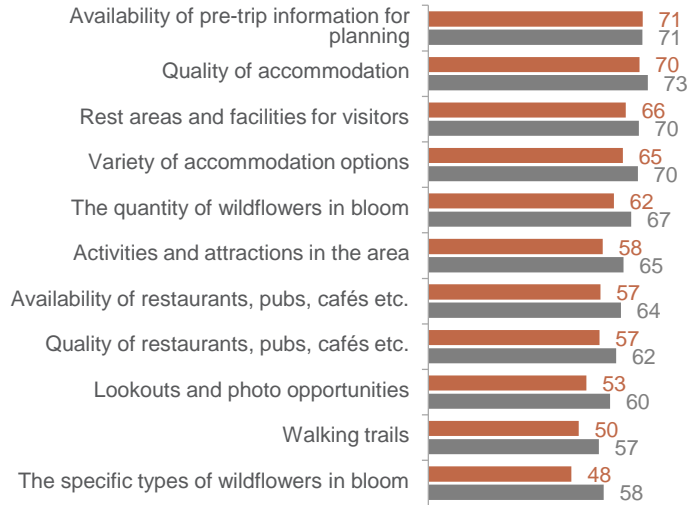 Availability of pre-trip information for
planning
71
71
Quality of accommodation
70
73
Rest areas and facilities for visitors
66
70
Variety of accommodation options
65
70
The quantity of wildflowers in bloom
62
67
Activities and attractions in the area
58
65
Availability of restaurants, pubs, cafés etc.
57
64
Quality of restaurants, pubs, cafés etc.
57
62
Lookouts and photo opportunities
53
60
Walking trails
50
57
The specific types of wildflowers in bloom
48
58